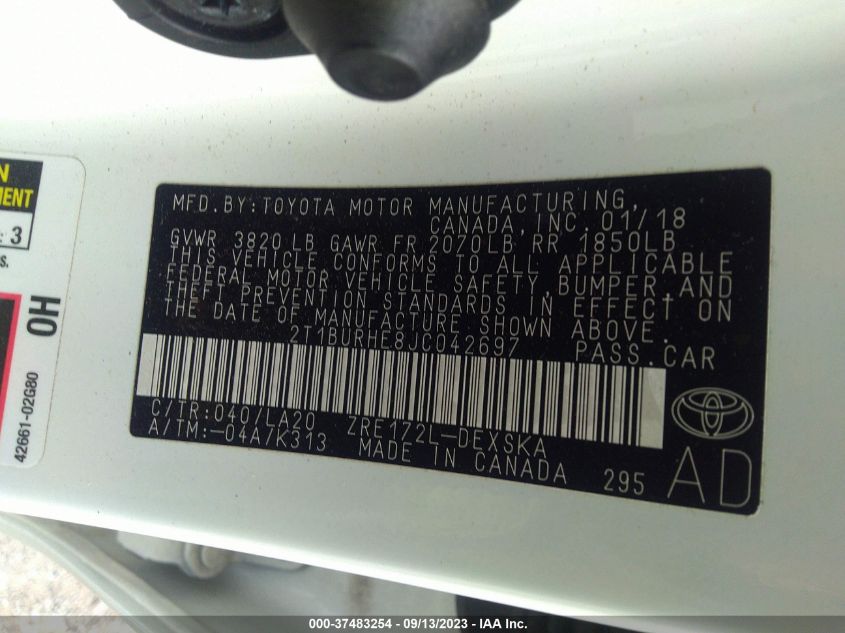 MFD.BY:TOYOTA MOTOR MANUFACTURING,
CANADA,INC. 01/18
GVWR 3820 LB GAWR FR 2070LB RR 1850LB
THIS VEHICLE CONFORMS TO ALL APPLICABLE
FEDERAL MOTOR VEHICLE SAFETY,BUMPER,AND
THEFT PREVENTION STANDARDS IN EFFECT ON
THE DATE OF MANUFACTURE SHOWN ABOVE.
2T1BURHE8JC042697 PASS.CAR
C/TR:040/LA20 ZRE172L-DEXSKA
A/TM:-04A/K313 MADE IN CANADA 295 AD
3
OH
42661-02G80
000-37483254 - 09/13/2023 - IAA Inc.